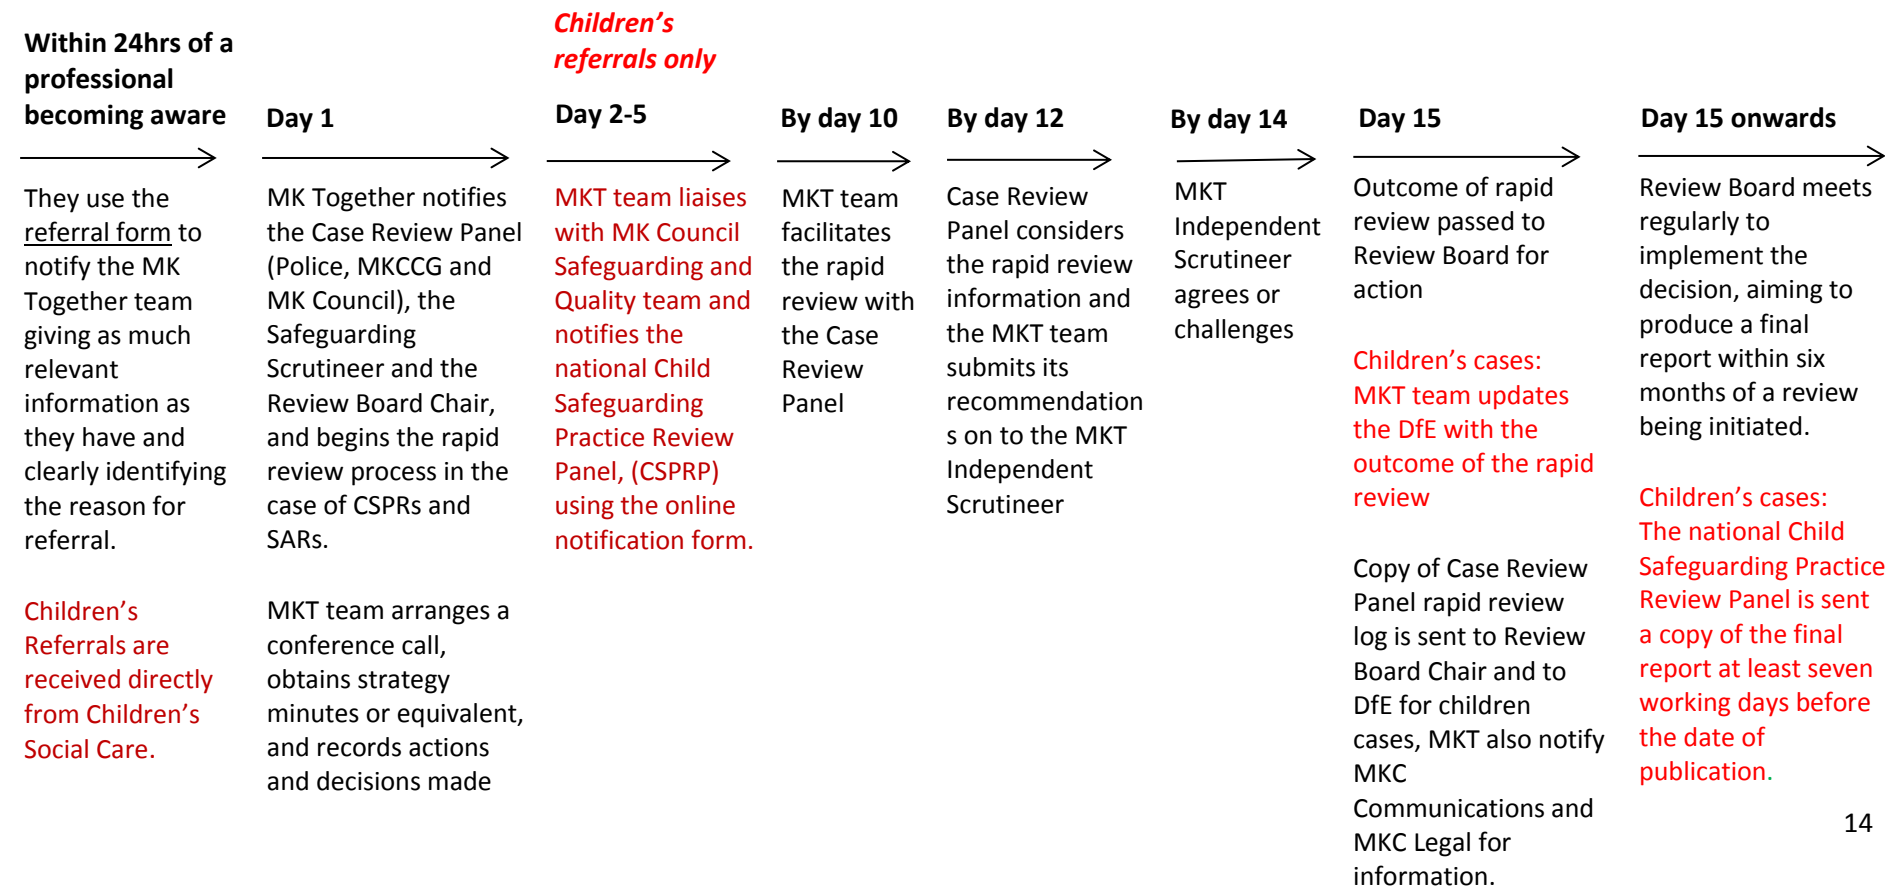 Within 24hrs of a
professional
becoming aware
They use the
referral form to
notify the MK
Together team
giving as much
relevant
information as
they have and
clearly identifying
the reason for
referral.
Children's
Referrals are
received directly
from Children's
Social Care.
Day 1
MK Together notifies
the Case Review Panel
(Police, MKCCG and
MK Council), the
Safeguarding
Scrutineer and the
Review Board Chair,
and begins the rapid
review process in the
case of CSPRs and
SARs.
MKT team arranges a
conference call,
obtains strategy
minutes or equivalent,
and records actions
and decisions made
Children's
referrals only
Day 2-5
MKT team liaises
with MK Council
Safeguarding and
Quality team and
notifies the
national Child
Safeguarding
Practice Review
Panel, (CSPRP)
using the online
notification form.
By day 10
MKT team
facilitates
the rapid
review with
the Case
Review
Panel
By day 12
Case Review
Panel considers
the rapid review
information and
the MKT team
submits its
recommendation
s on to the MKT
Independent
Scrutineer
By day 14
MKT
Independent
Scrutineer
agrees or
challenges
Day 15
Outcome of rapid
review passed to
Review Board for
action
Children's cases:
MKT team updates
the DfE with the
outcome of the rapid
review
Copy of Case Review
Panel rapid review
log is sent to Review
Board Chair and to
DfE for children
cases, MKT also notify
MKC
Communications and
MKC Legal for
information.
Day 15 onwards
Review Board meets
regularly to
implement the
decision, aiming to
produce a final
report within six
months of a review
being initiated.
Children's cases:
The national Child
Safeguarding Practice
Review Panel is sent
a copy of the final
report at least seven
working days before
the date of
publication.
14